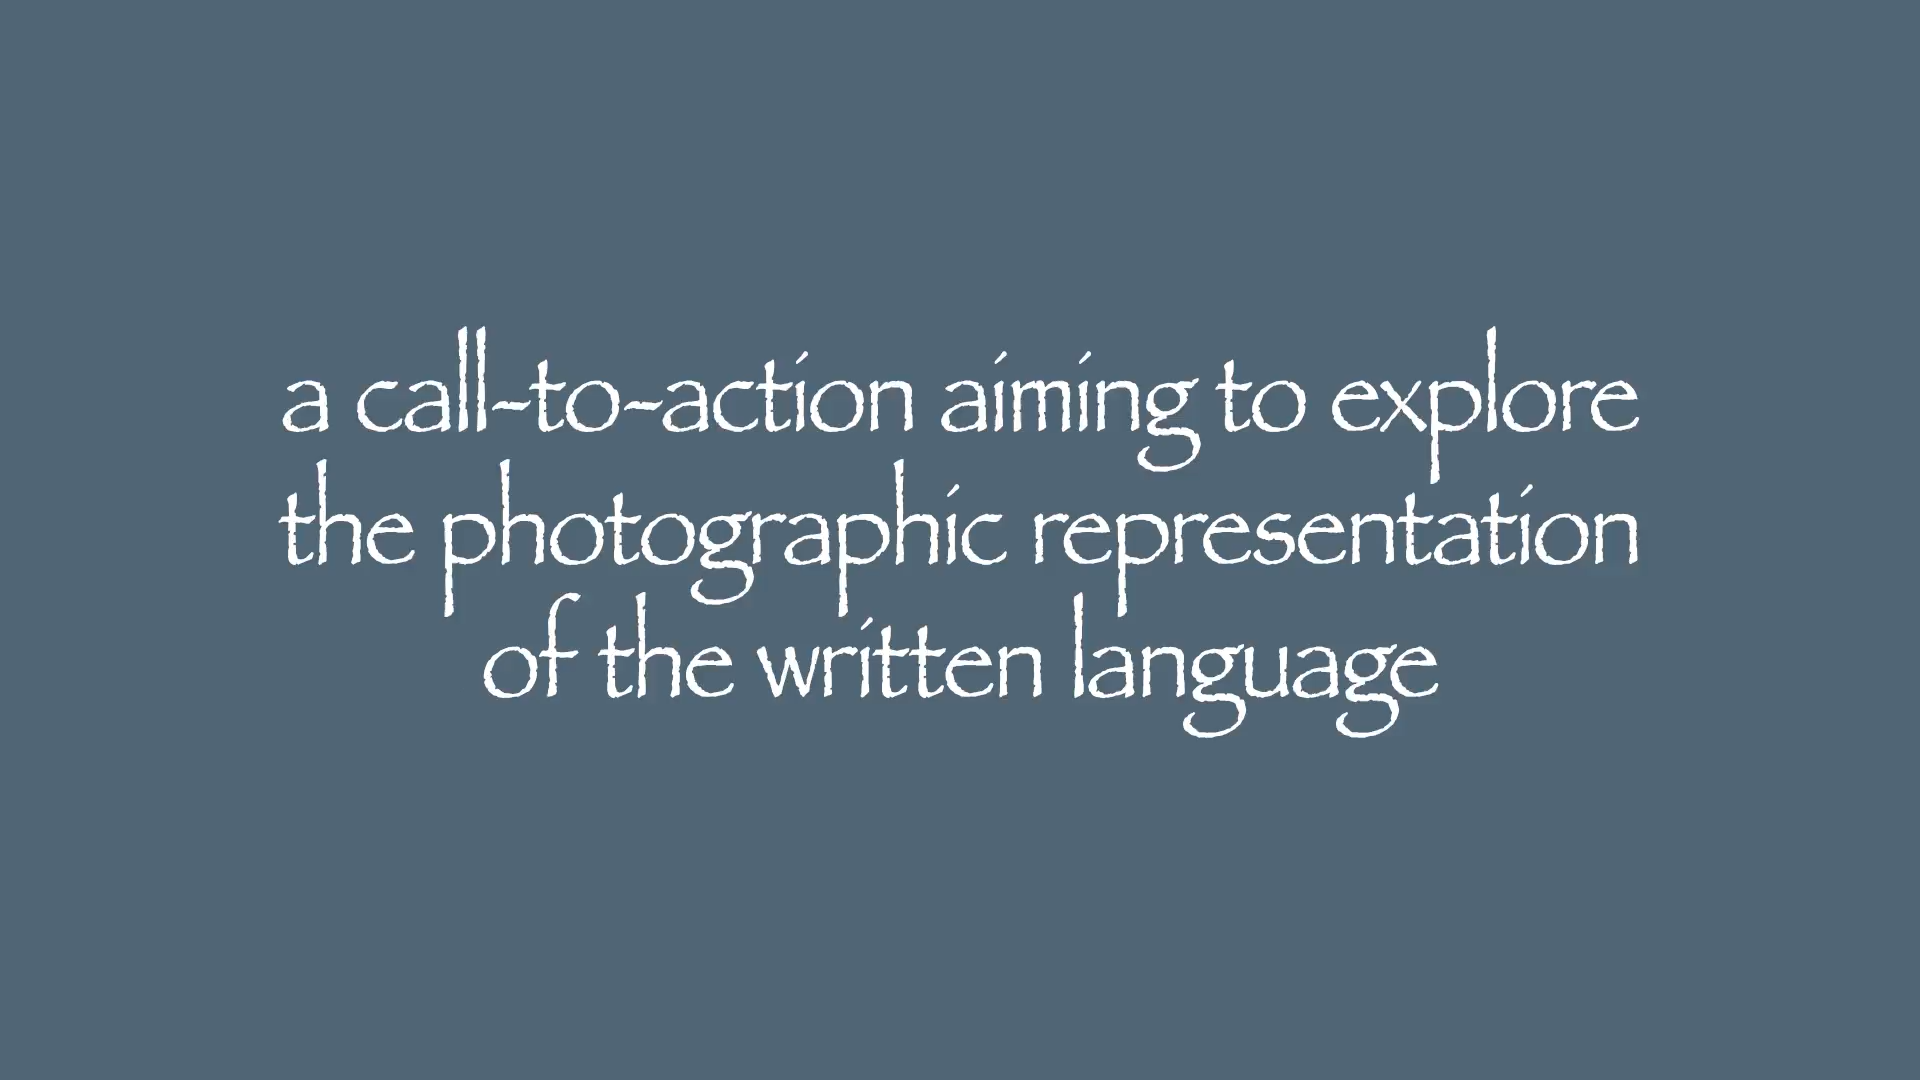 a call-to-action aiming to explore
the photographic representation
of the written language